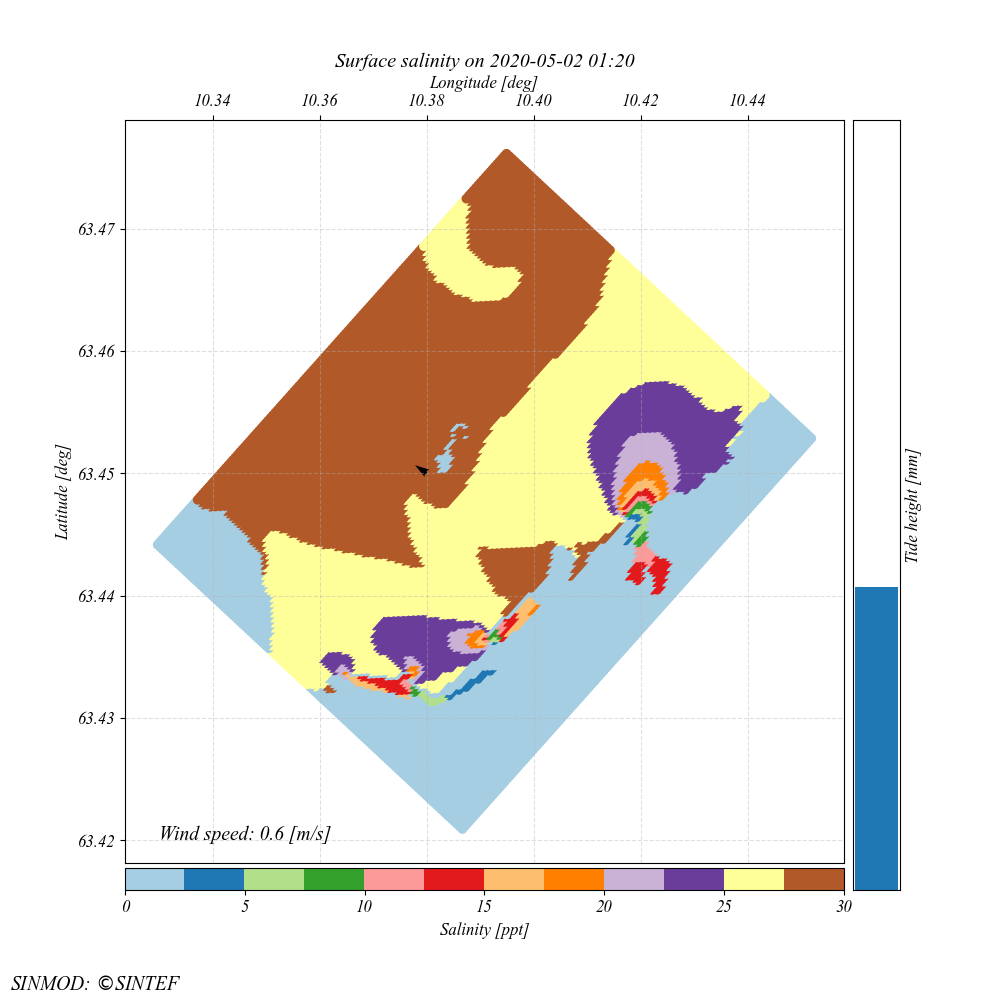 Surface salinity on 2020-05-02 01:20
Longitude [deg]
10.34 10.36 10.38 10.40 10.42 10.44
63.47
63.46
63.45
63.44
63.43
63.42
Latitude [deg]
Tide height [mm]
Wind speed: 0.6 [m/s]
0 5 10 15 20 25 30
Salinity [ppt]
SINMOD: ©SINTEF